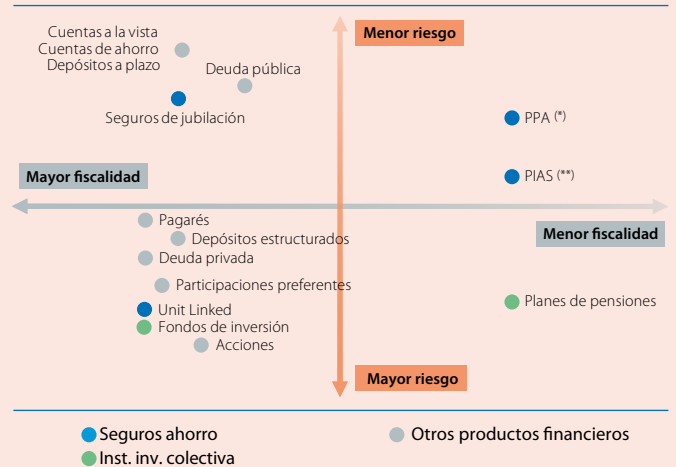 Cuentas a la vista
Cuentas de ahorro
Depósitos a plazo
Deuda pública
Seguros de jubilación
Menor riesgo
PPA (*)
PIAS (**)
Mayor fiscalidad
Menor fiscalidad
Pagarés
Depósitos estructurados
Deuda privada
Participaciones preferentes
Unit Linked
Fondos de inversión
Acciones
Planes de pensiones
Mayor riesgo
Seguros ahorro
Otros productos financieros
Inst. inv. colectiva